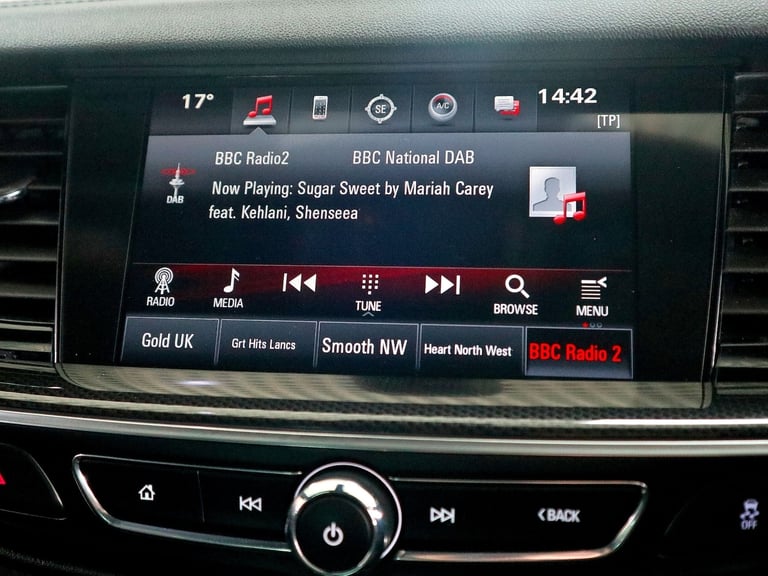 17°
SE
A/C
14:42
[TP]
BBC Radio2 BBC National DAB
DAB
Now Playing: Sugar Sweet by Mariah Carey
feat. Kehlani, Shenseea
RADIO
MEDIA
TUNE
BROWSE
MENU
Gold UK
Grt Hits Lancs
Smooth NW
Heart North West
BBC Radio 2
BACK
OFF